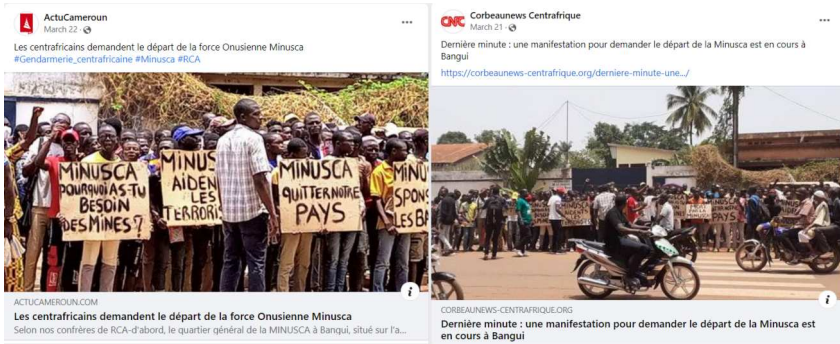 ActuCameroun
March 22 ·
Les centrafricains demandent le départ de la force Onusienne Minusca
#Gendarmerie_centrafricaine #Minusca #RCA
MINUSCA
POURQUOI AS-TU
BESOIN
DES MINES ?
MINUS
AIDEN
LES
TERRORIS
MINUSCA
QUITTER NOTRE
PAYS
MINU
SPONS
LES BA
ACTUCAMEROUN.COM
Les centrafricains demandent le départ de la force Onusienne Minusca
Selon nos confrères de RCA-d'abord, le quartier général de la MINUSCA à Bangui, situé sur l'a...
CNC
Corbeaunews Centrafrique
March 21 ·
Dernière minute : une manifestation pour demander le départ de la Minusca est en cours à
Bangui
https://corbeaunews-centrafrique.org/derniere-minute-une.../
MINUSCA
PAYS
CORBEAUNEWS-CENTRAFRIQUE.ORG
Dernière minute : une manifestation pour demander le départ de la Minusca est
en cours à Bangui